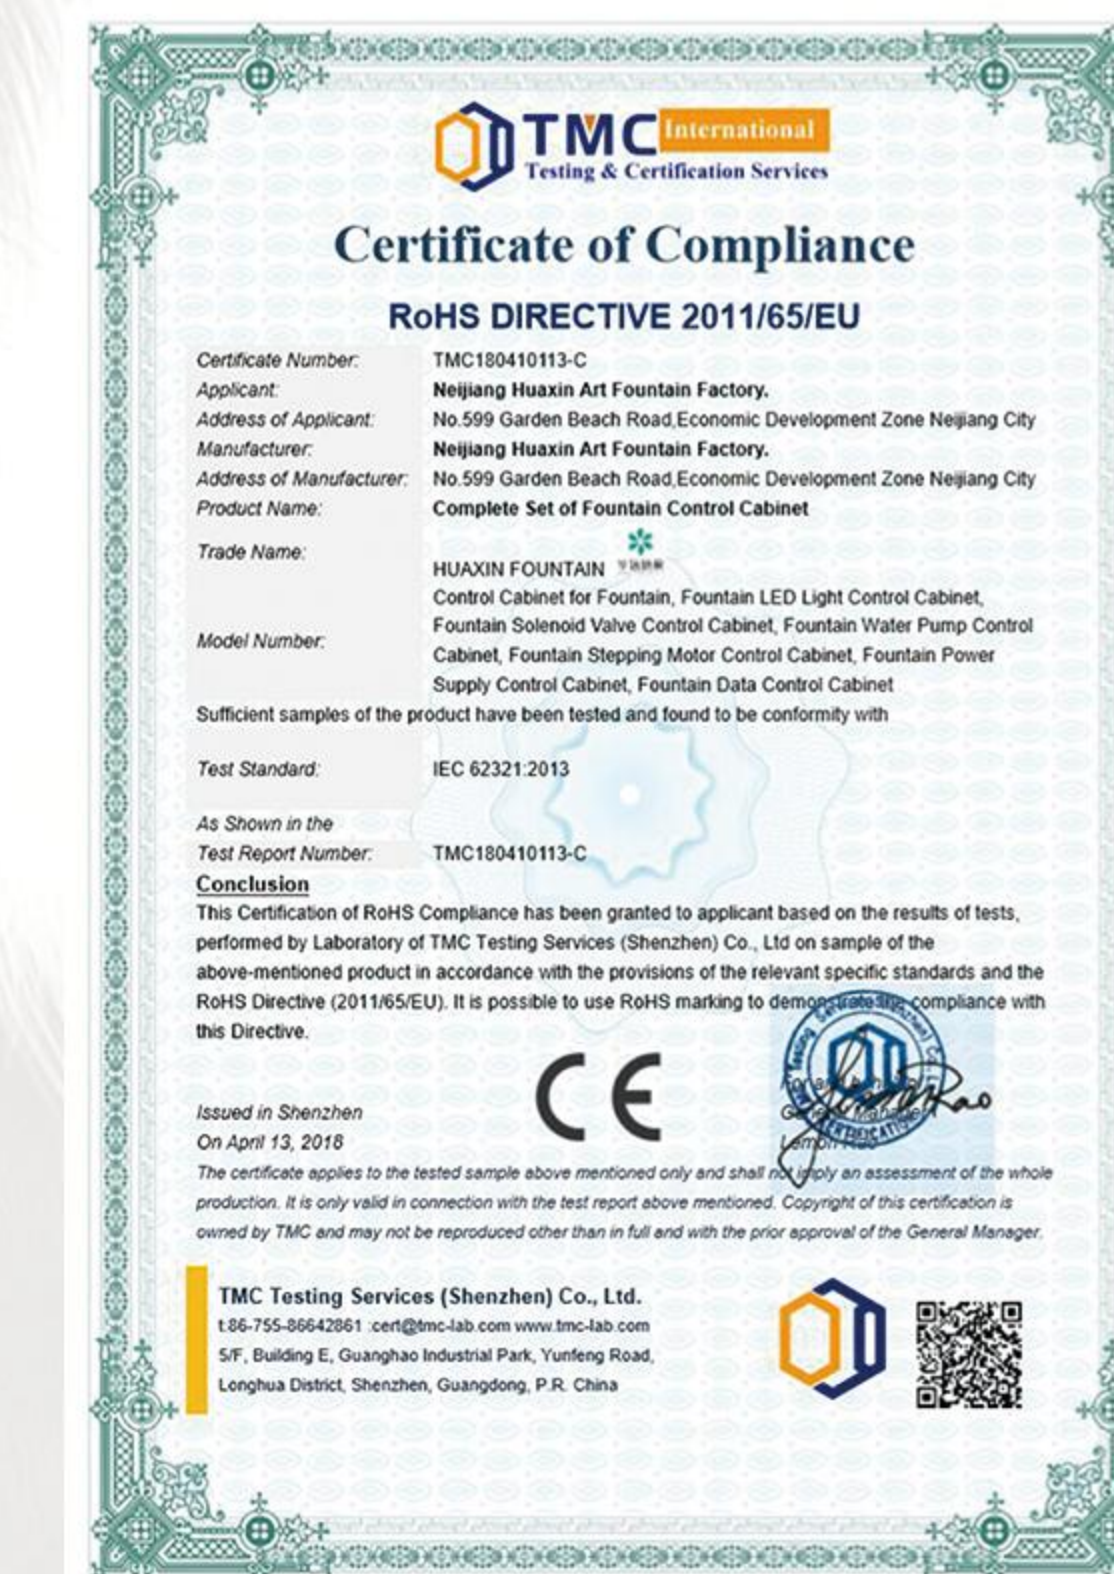 TMC International
Testing & Certification Services
Certificate of Compliance
RoHS DIRECTIVE 2011/65/EU
Certificate Number: TMC180410113-C
Applicant: Neijiang Huaxin Art Fountain Factory.
Address of Applicant: No.599 Garden Beach Road,Economic Development Zone Neijiang City
Manufacturer: Neijiang Huaxin Art Fountain Factory.
Address of Manufacturer: No.599 Garden Beach Road,Economic Development Zone Neijiang City
Product Name: Complete Set of Fountain Control Cabinet
Trade Name: HUAXIN FOUNTAIN
Model Number: Control Cabinet for Fountain, Fountain LED Light Control Cabinet,
Fountain Solenoid Valve Control Cabinet, Fountain Water Pump Control
Cabinet, Fountain Stepping Motor Control Cabinet, Fountain Power
Supply Control Cabinet, Fountain Data Control Cabinet
Sufficient samples of the product have been tested and found to be conformity with
Test Standard: IEC 62321:2013
As Shown in the
Test Report Number: TMC180410113-C
Conclusion
This Certification of RoHS Compliance has been granted to applicant based on the results of tests,
performed by Laboratory of TMC Testing Services (Shenzhen) Co., Ltd on sample of the
above-mentioned product in accordance with the provisions of the relevant specific standards and the
RoHS Directive (2011/65/EU). It is possible to use RoHS marking to demonstrate the compliance with
this Directive.
CE
Issued in Shenzhen
On April 13, 2018
General Manager
Lemon
The certificate applies to the tested sample above mentioned only and shall not imply an assessment of the whole
production. It is only valid in connection with the test report above mentioned. Copyright of this certification is
owned by TMC and may not be reproduced other than in full and with the prior approval of the General Manager.
TMC Testing Services (Shenzhen) Co., Ltd.
t:86-755-86642861 :cert@tmc-lab.com www.tmc-lab.com
5/F, Building E, Guanghao Industrial Park, Yunfeng Road,
Longhua District, Shenzhen, Guangdong, P.R. China